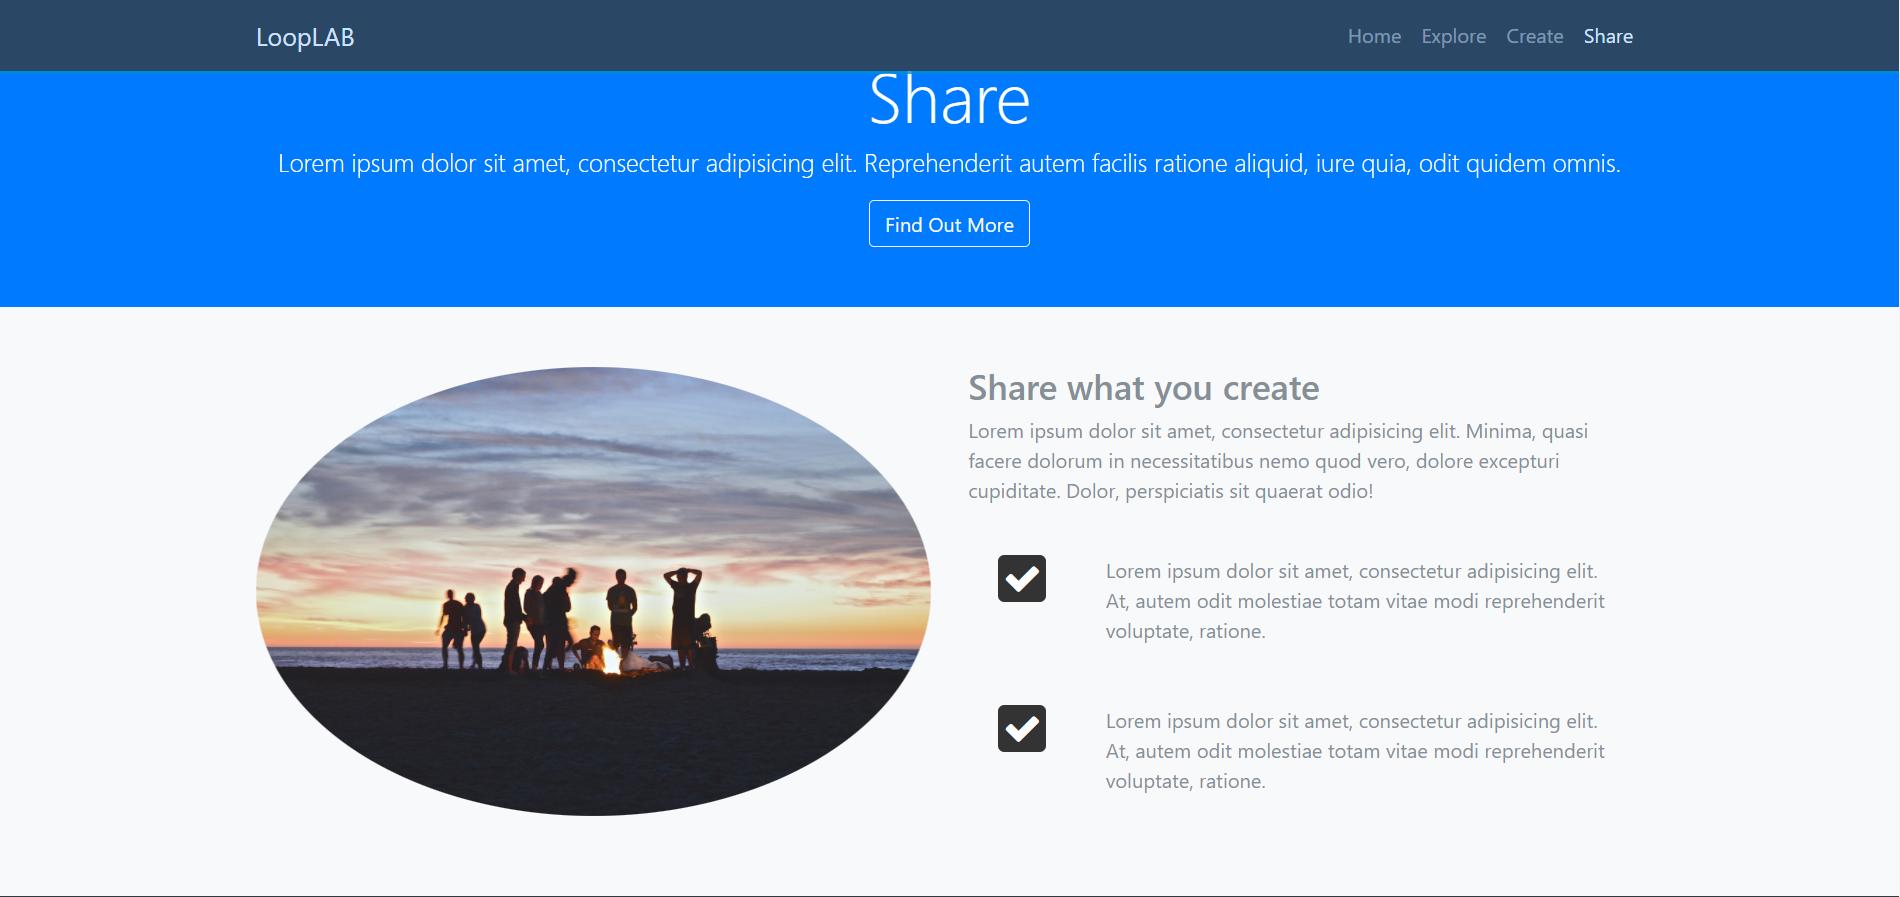 LoopLAB
Home Explore Create Share
Share
Lorem ipsum dolor sit amet, consectetur adipisicing elit. Reprehenderit autem facilis ratione aliquid, iure quia, odit quidem omnis.
Find Out More
Share what you create
Lorem ipsum dolor sit amet, consectetur adipisicing elit. Minima, quasi
facere dolorum in necessitatibus nemo quod vero, dolore excepturi
cupiditate. Dolor, perspiciatis sit quaerat odio!
Lorem ipsum dolor sit amet, consectetur adipisicing elit.
At, autem odit molestiae totam vitae modi reprehenderit
voluptate, ratione.
Lorem ipsum dolor sit amet, consectetur adipisicing elit.
At, autem odit molestiae totam vitae modi reprehenderit
voluptate, ratione.